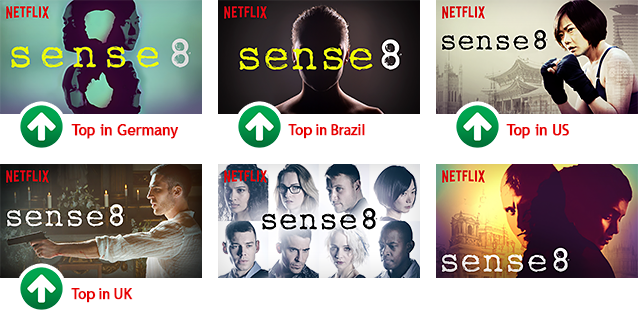 NETFLIX
sense8
Top in Germany
NETFLIX
sense8
Top in Brazil
NETFLIX
sense8
Top in US
NETFLIX
sense8
Top in UK
NETFLIX
sense8
NETFLIX
sense8